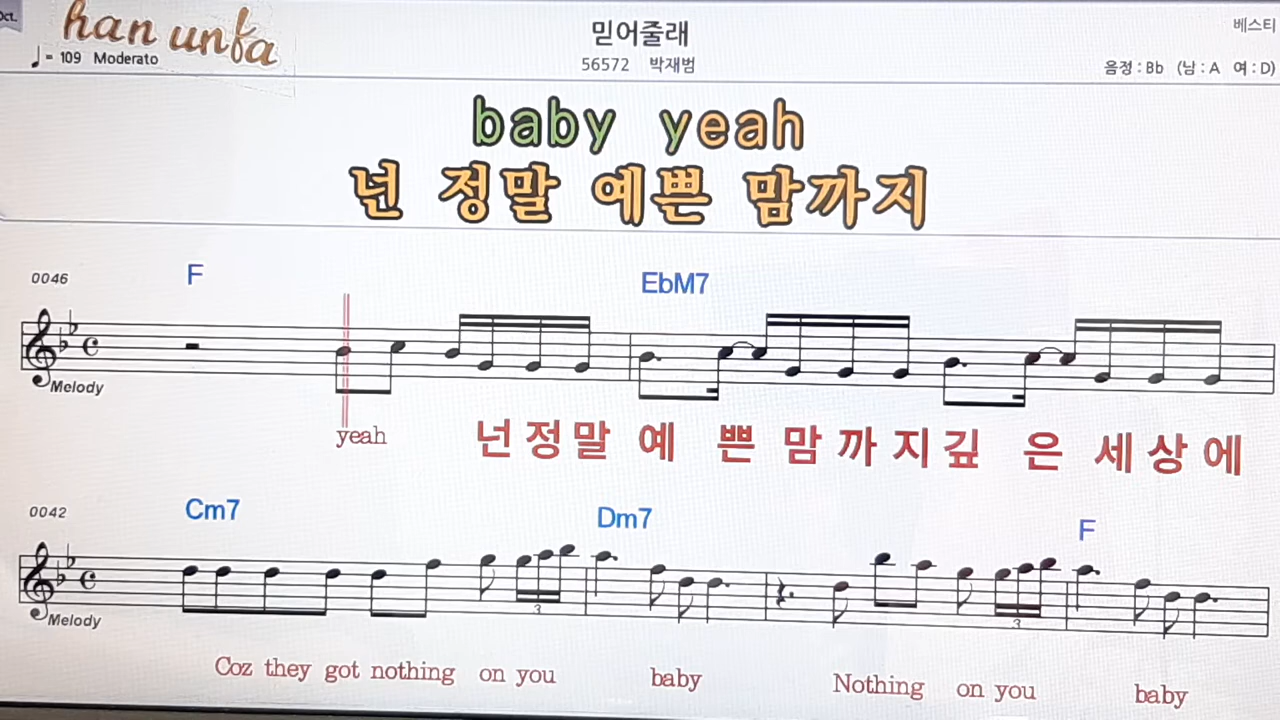 Oct.
han unfa
믿어줄래
베스티
♩= 109 Moderato
56572 박재범
음정 : Bb (남 : A 여 : D)
baby yeah
넌 정말 예쁜 맘까지
0046 F EbM7
Melody
yeah 넌 정 말 예 쁜 맘 까 지 깊 은 세 상 에
0042 Cm7 Dm7 F
3 3
Melody
Coz they got nothing on you baby Nothing on you baby